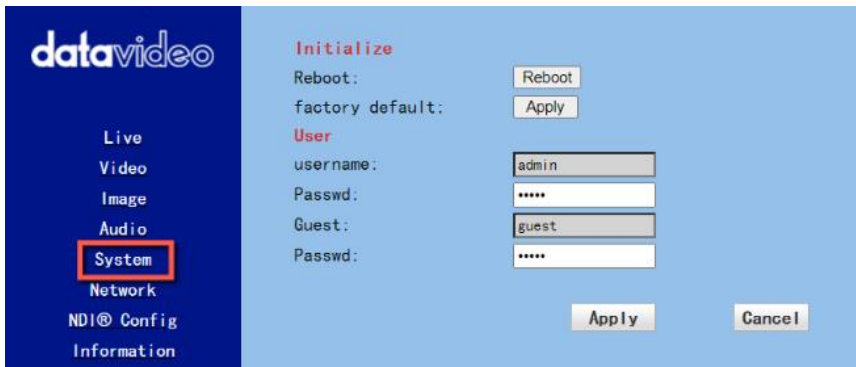 datavideo
Live
Video
Image
Audio
System
Network
NDI® Config
Information
Initialize
Reboot: Reboot
factory default: Apply
User
username: admin
Passwd: •••••
Guest: guest
Passwd: •••••
Apply Cancel